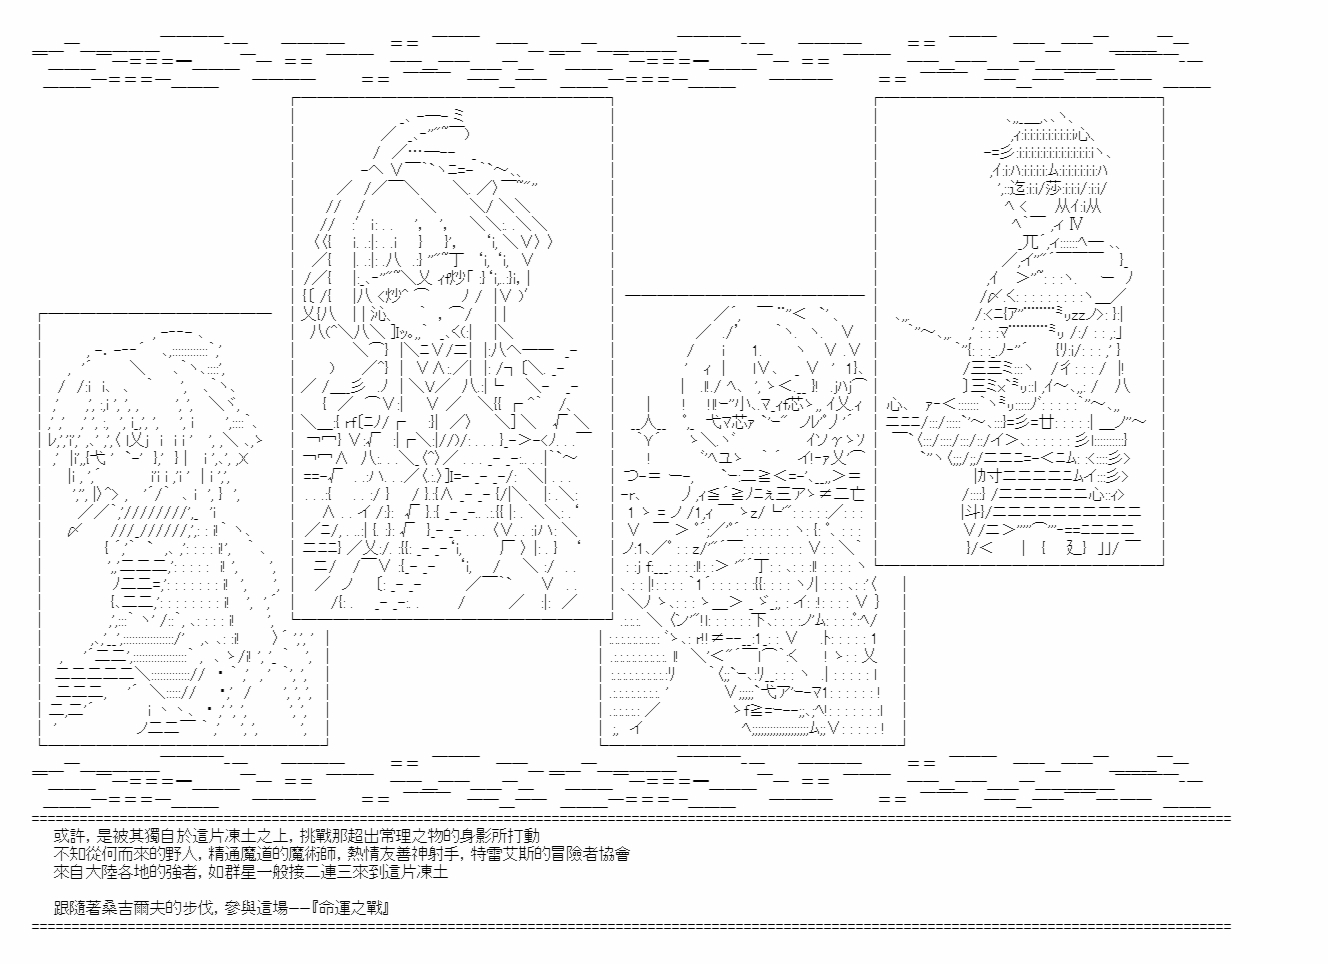 或許, 是被其獨自於這片凍土之上, 挑戰那超出常理之物的身影所打動
不知從何而來的野人, 精通魔道的魔術師, 熱情友善神射手, 特雷艾斯的冒險者協會
來自大陸各地的強者, 如群星一般接二連三來到這片凍土
跟隨著桑吉爾夫的步伐, 參與這場——『命運之戰』